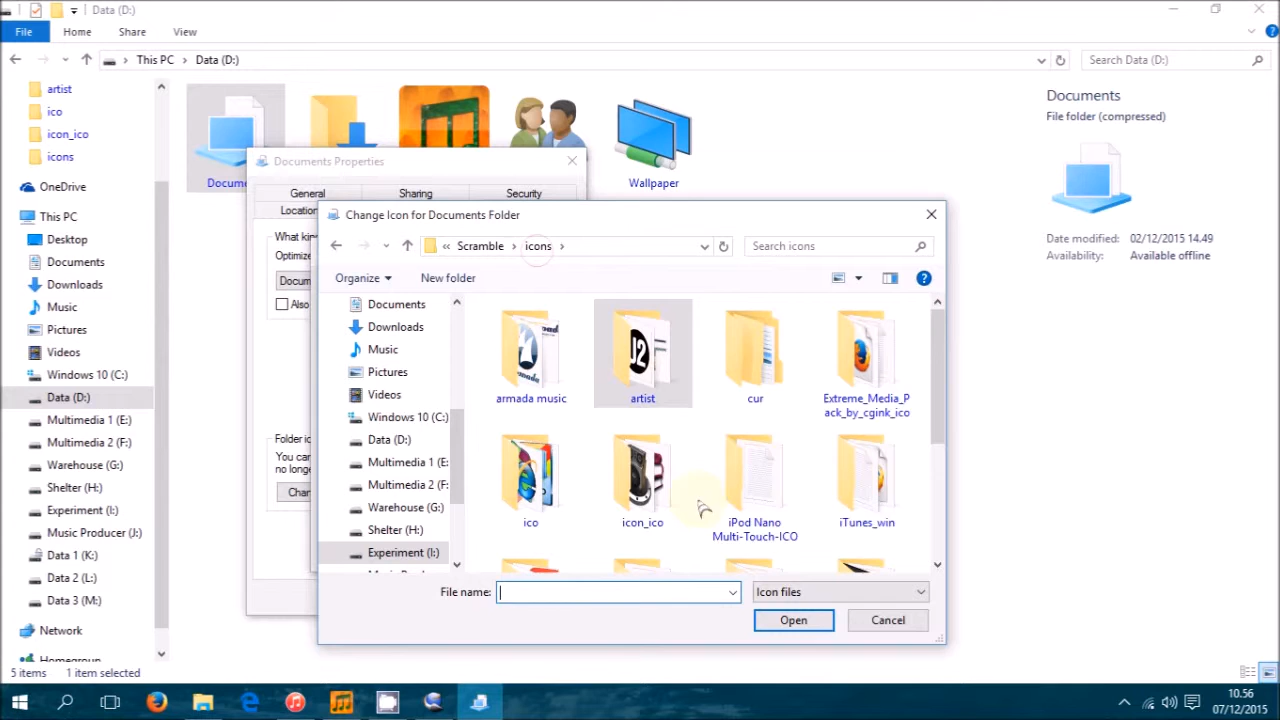 Data (D:)
File
Home
Share
View
This PC
Data (D:)
Search Data (D:)
artist
ico
icon_ico
icons
OneDrive
This PC
Desktop
Documents
Downloads
Music
Pictures
Videos
Windows 10 (C:)
Data (D:)
Multimedia 1 (E:)
Multimedia 2 (F:)
Warehouse (G:)
Shelter (H:)
Experiment (I:)
Music Producer (J:)
Data 1 (K:)
Data 2 (L:)
Data 3 (M:)
Network
Homegroup
5 items
1 item selected
Docume
Wallpaper
Documents
File folder (compressed)
Date modified: 02/12/2015 14.49
Availability: Available offline
Documents Properties
General
Sharing
Security
Location
What kin
Optimize
Docum
Also
Folder ic
You can
no longe
Chan
Change Icon for Documents Folder
« Scramble
icons
Search icons
Organize
New folder
Documents
Downloads
Music
Pictures
Videos
Windows 10 (C:)
Data (D:)
Multimedia 1 (E:
Multimedia 2 (F:
Warehouse (G:)
Shelter (H:)
Experiment (I:)
armada music
J2
artist
cur
Extreme_Media_P
ack_by_cgink_ico
ico
icon_ico
iPod Nano
Multi-Touch-ICO
iTunes_win
File name:
Icon files
Open
Cancel
10.56
07/12/2015